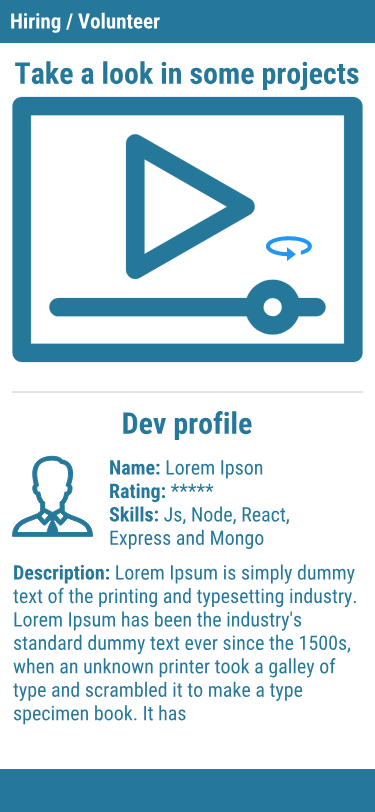 Hiring / Volunteer
Take a look in some projects
Dev profile
Name: Lorem Ipson
Rating: *****
Skills: Js, Node, React,
Express and Mongo
Description: Lorem Ipsum is simply dummy
text of the printing and typesetting industry.
Lorem Ipsum has been the industry's
standard dummy text ever since the 1500s,
when an unknown printer took a galley of
type and scrambled it to make a type
specimen book. It has